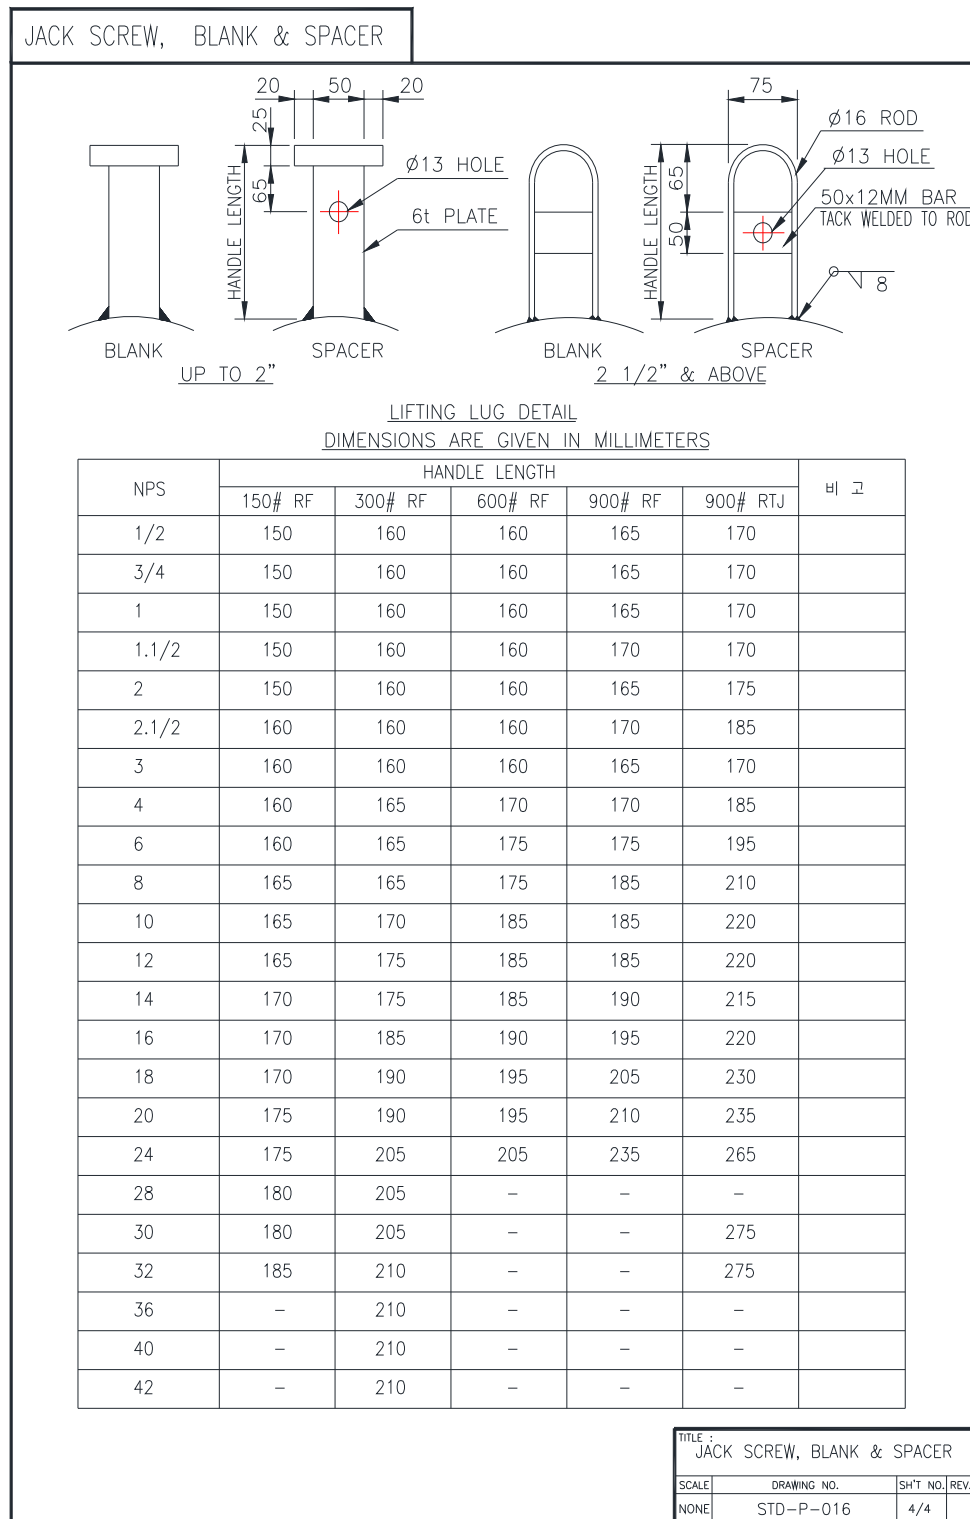 JACK SCREW, BLANK & SPACER
20 50 20
25
65
HANDLE LENGTH
Ø13 HOLE
6t PLATE
BLANK
SPACER
UP TO 2"
75
Ø16 ROD
Ø13 HOLE
50x12MM BAR
TACK WELDED TO ROD
HANDLE LENGTH
65
50
8
BLANK
SPACER
2 1/2" & ABOVE
LIFTING LUG DETAIL
DIMENSIONS ARE GIVEN IN MILLIMETERS
NPS HANDLE LENGTH 비 고
150# RF 300# RF 600# RF 900# RF 900# RTJ
1/2 150 160 160 165 170
3/4 150 160 160 165 170
1 150 160 160 165 170
1.1/2 150 160 160 170 170
2 150 160 160 165 175
2.1/2 160 160 160 170 185
3 160 160 160 165 170
4 160 165 170 170 185
6 160 165 175 175 195
8 165 165 175 185 210
10 165 170 185 185 220
12 165 175 185 185 220
14 170 175 185 190 215
16 170 185 190 195 220
18 170 190 195 205 230
20 175 190 195 210 235
24 175 205 205 235 265
28 180 205 – – –
30 180 205 – – 275
32 185 210 – – 275
36 – 210 – – –
40 – 210 – – –
42 – 210 – – –
TITLE :
JACK SCREW, BLANK & SPACER
SCALE DRAWING NO. SH'T NO. REV.
NONE STD-P-016 4/4